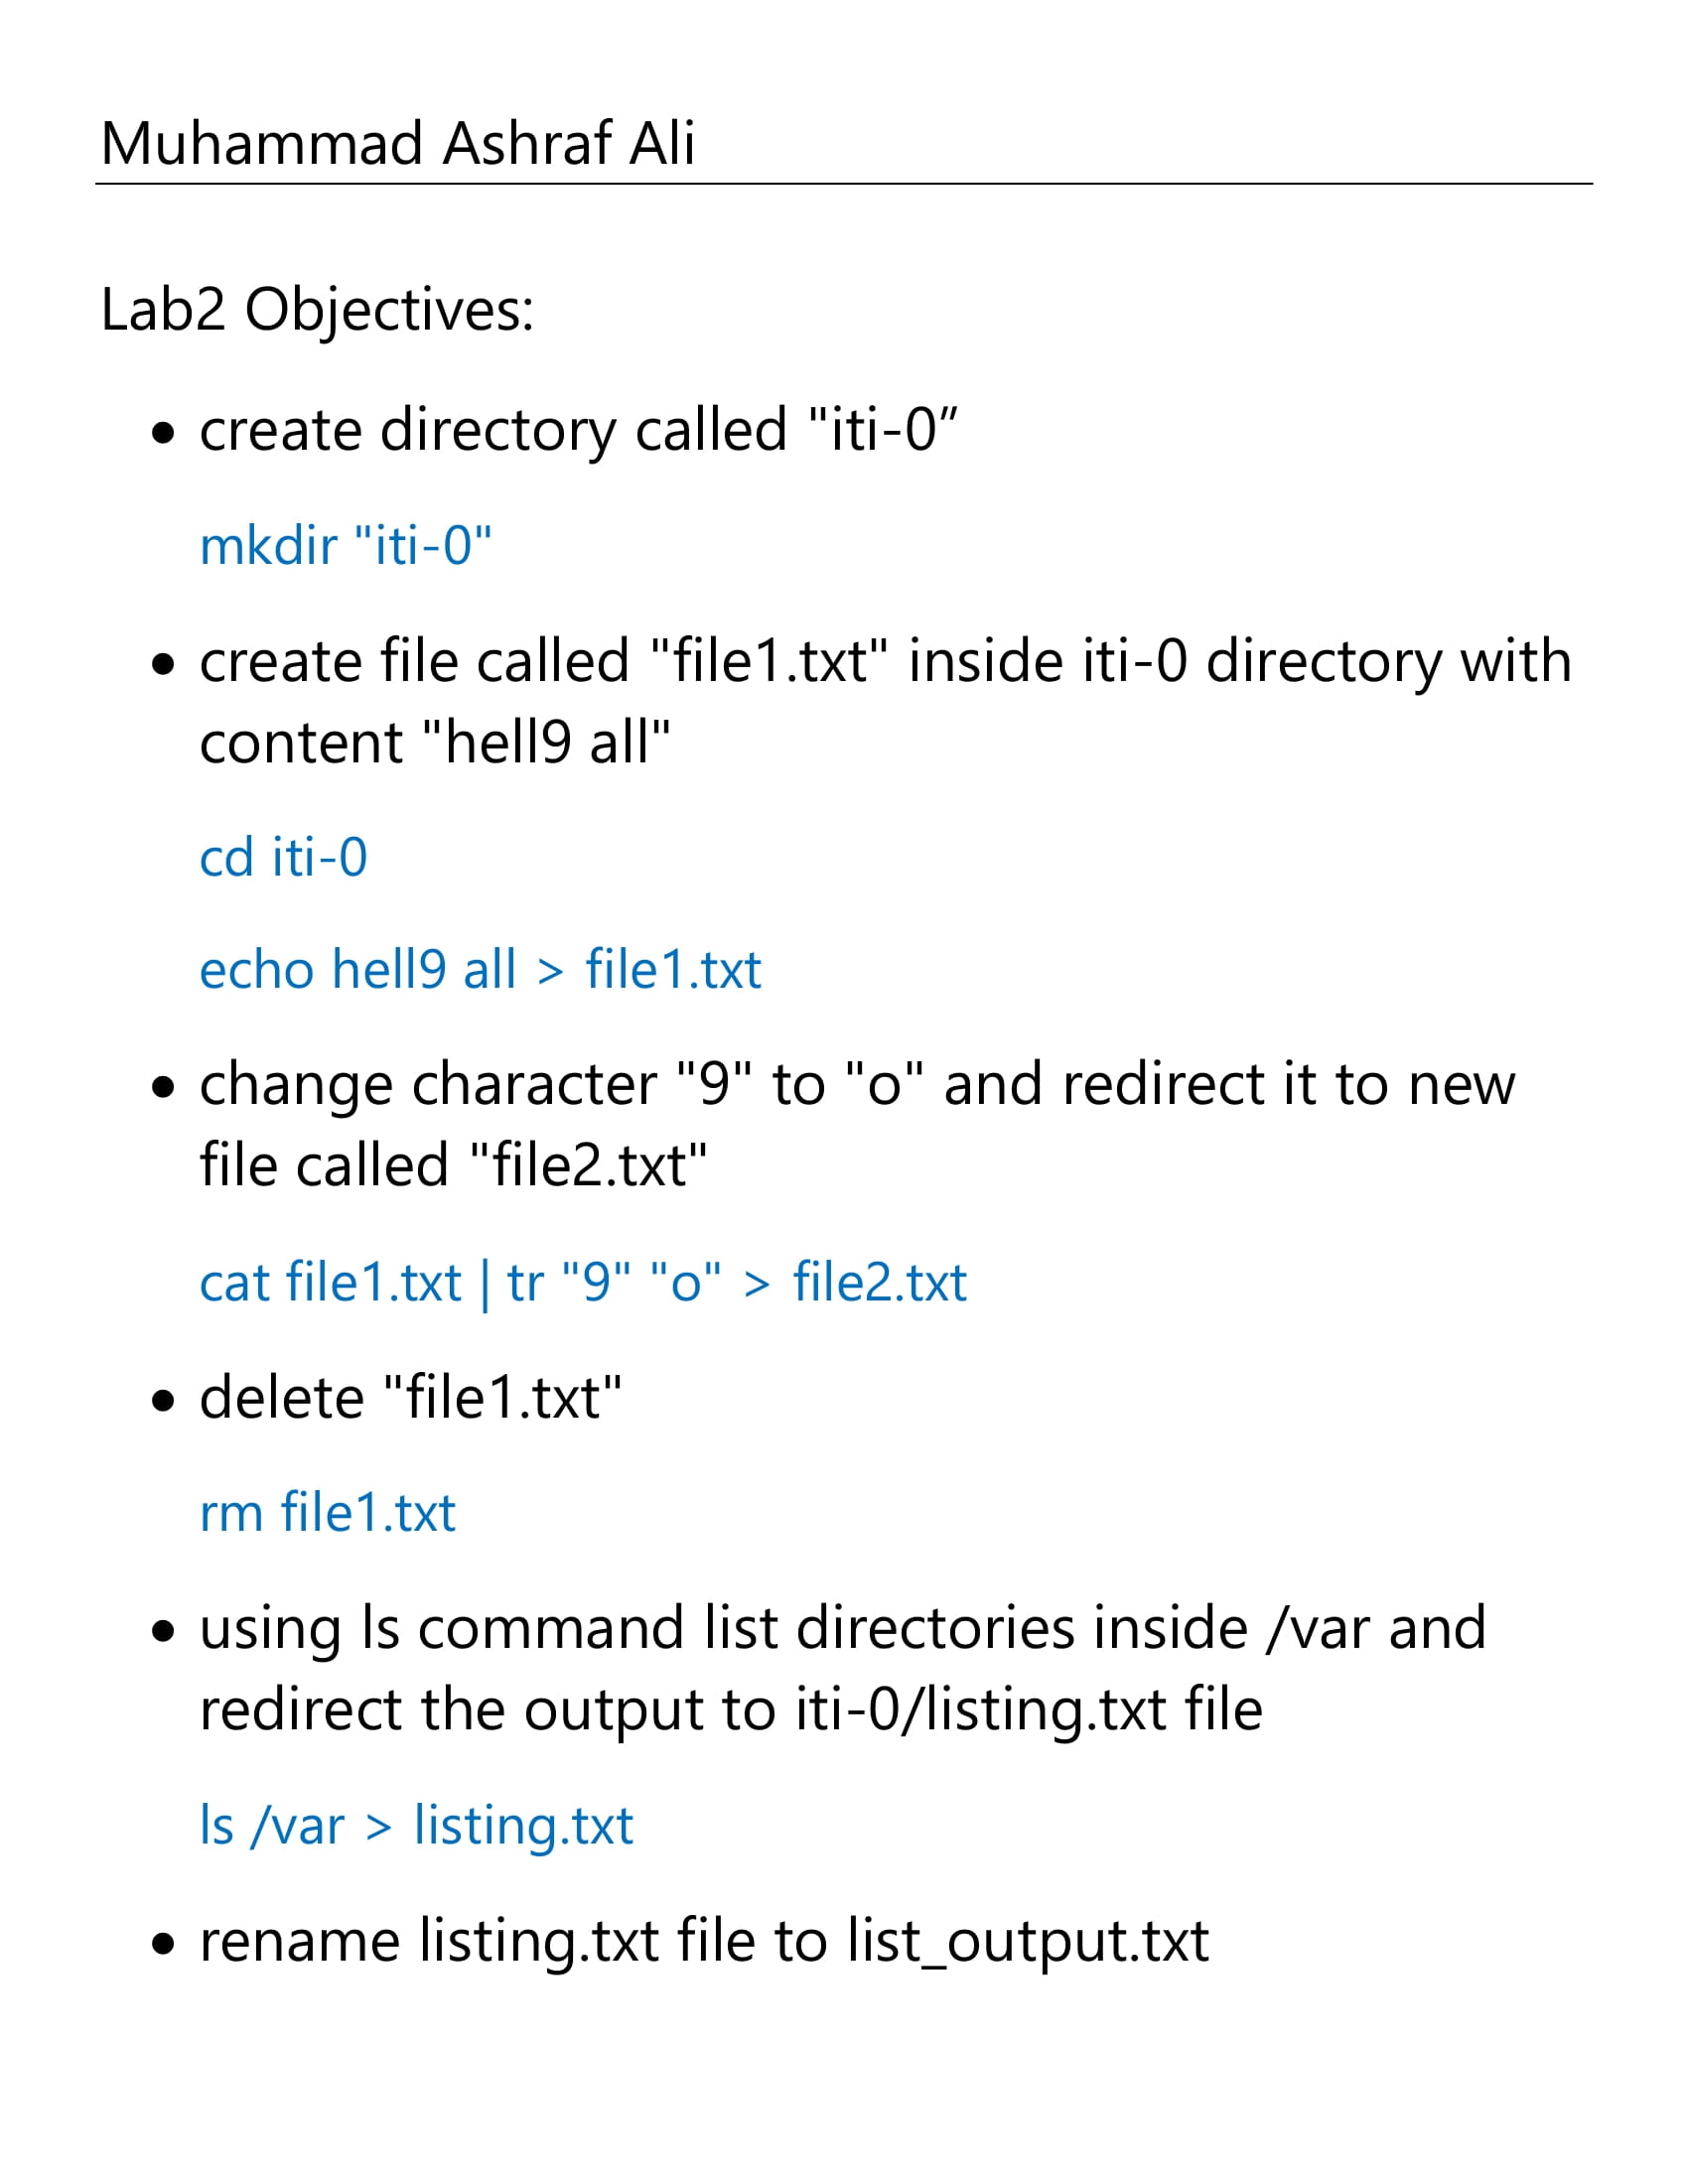 Muhammad Ashraf Ali
Lab2 Objectives:
• create directory called "iti-0”
mkdir "iti-0"
• create file called "file1.txt" inside iti-0 directory with
content "hell9 all"
cd iti-0
echo hell9 all > file1.txt
• change character "9" to "o" and redirect it to new
file called "file2.txt"
cat file1.txt | tr "9" "o" > file2.txt
• delete "file1.txt"
rm file1.txt
• using ls command list directories inside /var and
redirect the output to iti-0/listing.txt file
ls /var > listing.txt
• rename listing.txt file to list_output.txt